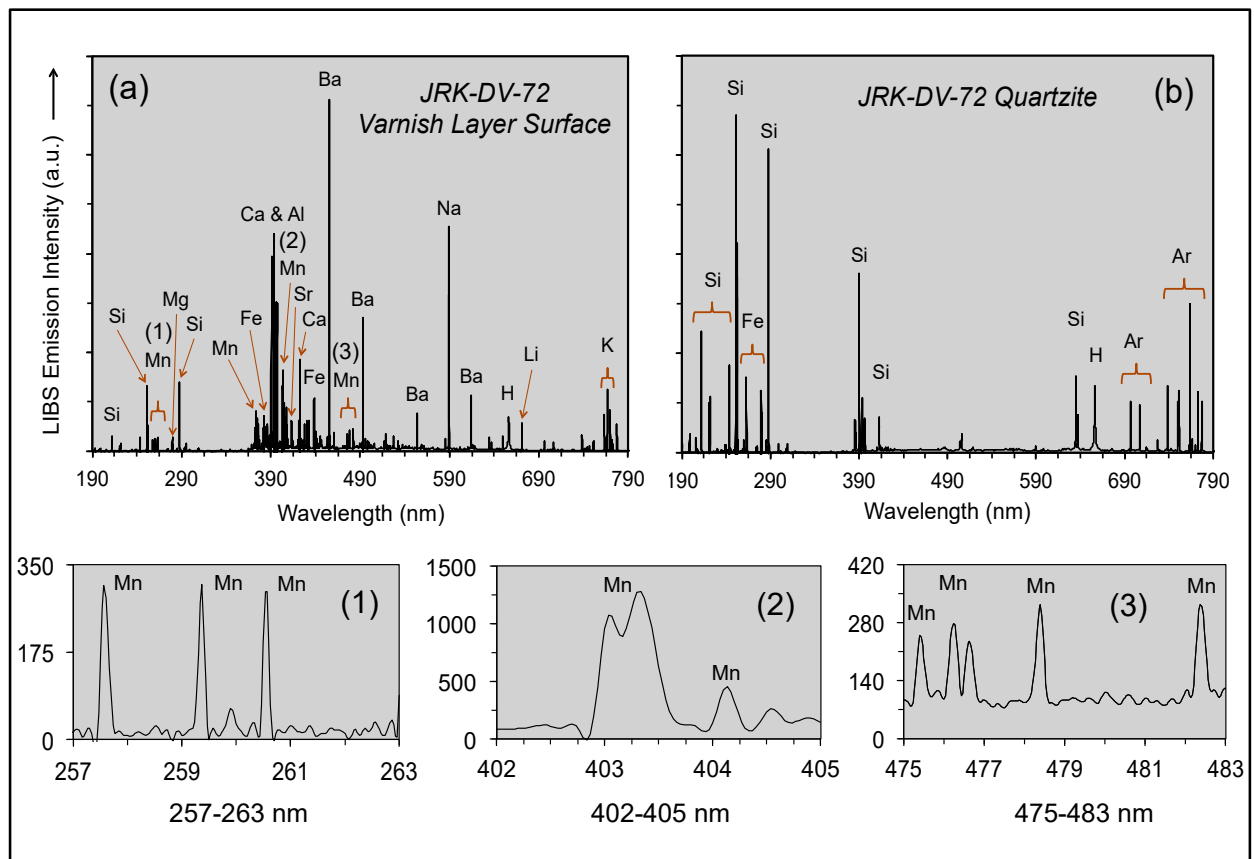 LIBS Emission Intensity (a.u.)
(a)
JRK-DV-72
Varnish Layer Surface
Ba
Na
Ca & Al
(2)
Mn
Sr
Ca
Mg
Si
(1)
Mn
Si
Si
Fe
Mn
Fe
(3)
Mn
Ba
Ba
Ba
H
Li
K
190 290 390 490 590 690 790
Wavelength (nm)
(b)
JRK-DV-72 Quartzite
Si
Si
Si
Si
Fe
Si
Si
H
Ar
Ar
190 290 390 490 590 690 790
Wavelength (nm)
350
175
0
Mn Mn Mn
(1)
257 259 261 263
257-263 nm
1500
1000
500
0
Mn
Mn
(2)
402 403 404 405
402-405 nm
420
280
140
0
Mn
Mn
Mn
Mn
(3)
475 477 479 481 483
475-483 nm